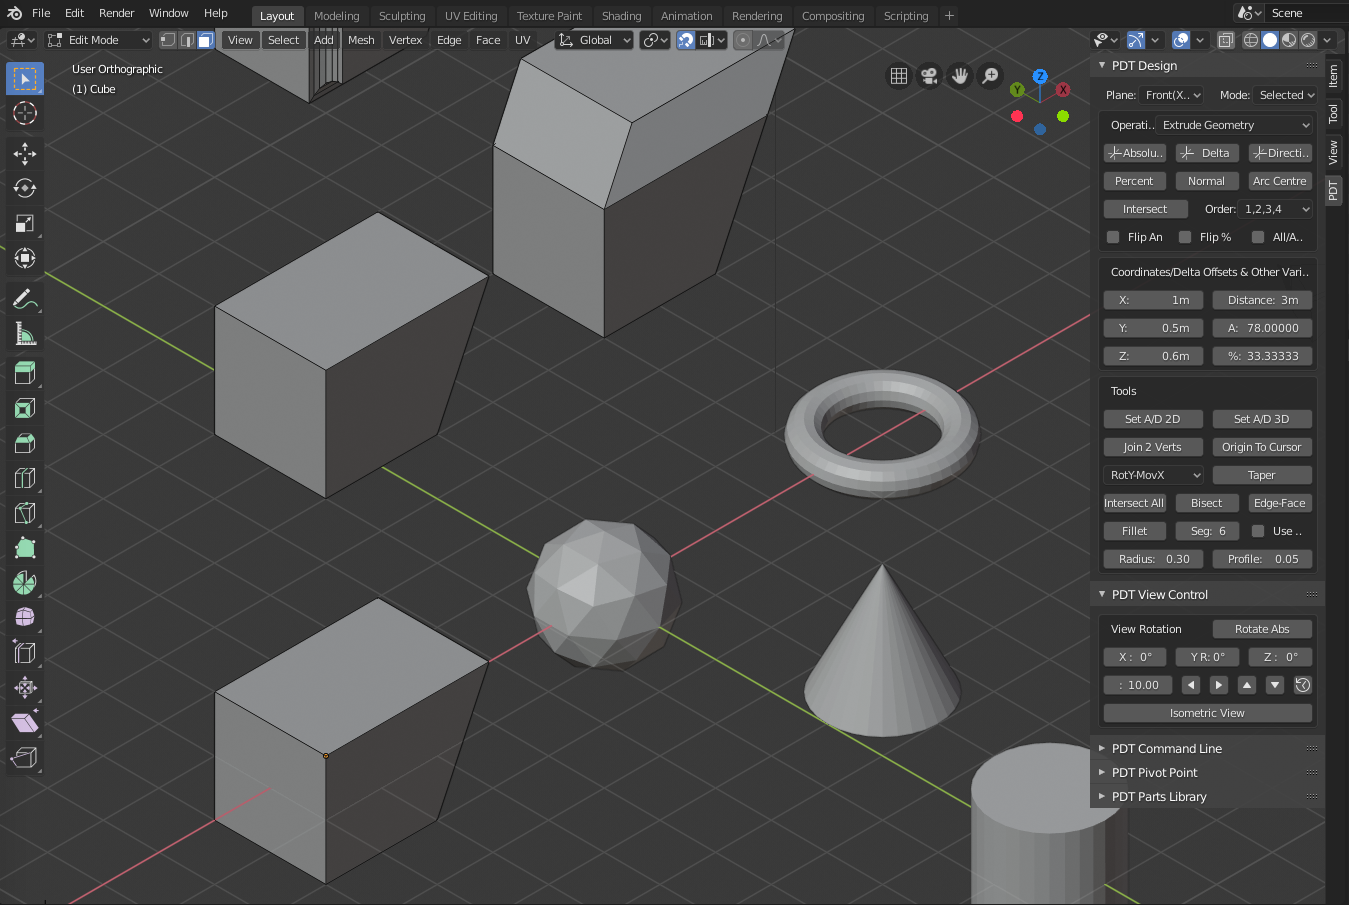 File Edit Render Window Help Layout Modeling Sculpting UV Editing Texture Paint Shading Animation Rendering Compositing Scripting + Scene
Edit Mode View Select Add Mesh Vertex Edge Face UV Global
User Orthographic
(1) Cube
Z
Y
X
Item
Tool
View
PDT
PDT Design
Plane: Front(X.. Mode: Selected
Operati.. Extrude Geometry
Absolu.. Delta Directi..
Percent Normal Arc Centre
Intersect Order: 1,2,3,4
Flip An Flip % All/A..
Coordinates/Delta Offsets & Other Vari..
X: 1m Distance: 3m
Y: 0.5m A: 78.00000
Z: 0.6m %: 33.33333
Tools
Set A/D 2D Set A/D 3D
Join 2 Verts Origin To Cursor
RotY-MovX Taper
Intersect All Bisect Edge-Face
Fillet Seg: 6 Use ..
Radius: 0.30 Profile: 0.05
PDT View Control
View Rotation Rotate Abs
X : 0° Y R: 0° Z : 0°
: 10.00
Isometric View
PDT Command Line
PDT Pivot Point
PDT Parts Library